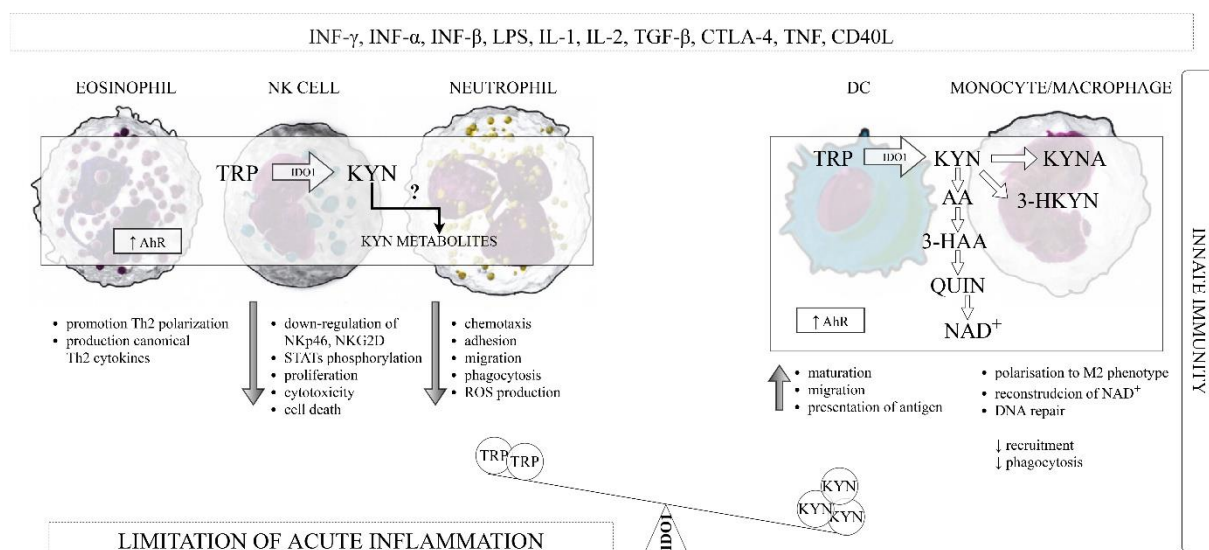 INF-γ, INF-α, INF-β, LPS, IL-1, IL-2, TGF-β, CTLA-4, TNF, CD40L
EOSINOPHIL
NK CELL
NEUTROPHIL
TRP
IDO1
KYN
?
KYN METABOLITES
↑ AhR
• promotion Th2 polarization
• production canonical
Th2 cytokines
• down-regulation of
NKp46, NKG2D
• STATs phosphorylation
• proliferation
• cytotoxicity
• cell death
• chemotaxis
• adhesion
• migration
• phagocytosis
• ROS production
DC
MONOCYTE/MACROPHAGE
TRP
IDO1
KYN
KYNA
3-HKYN
AA
3-HAA
QUIN
NAD⁺
↑ AhR
• maturation
• migration
• presentation of antigen
• polarisation to M2 phenotype
• reconstrudcion of NAD⁺
• DNA repair
↓ recruitment
↓ phagocytosis
INNATE IMMUNITY
TRP
TRP
KYN
KYN
KYN
IDO1
LIMITATION OF ACUTE INFLAMMATION